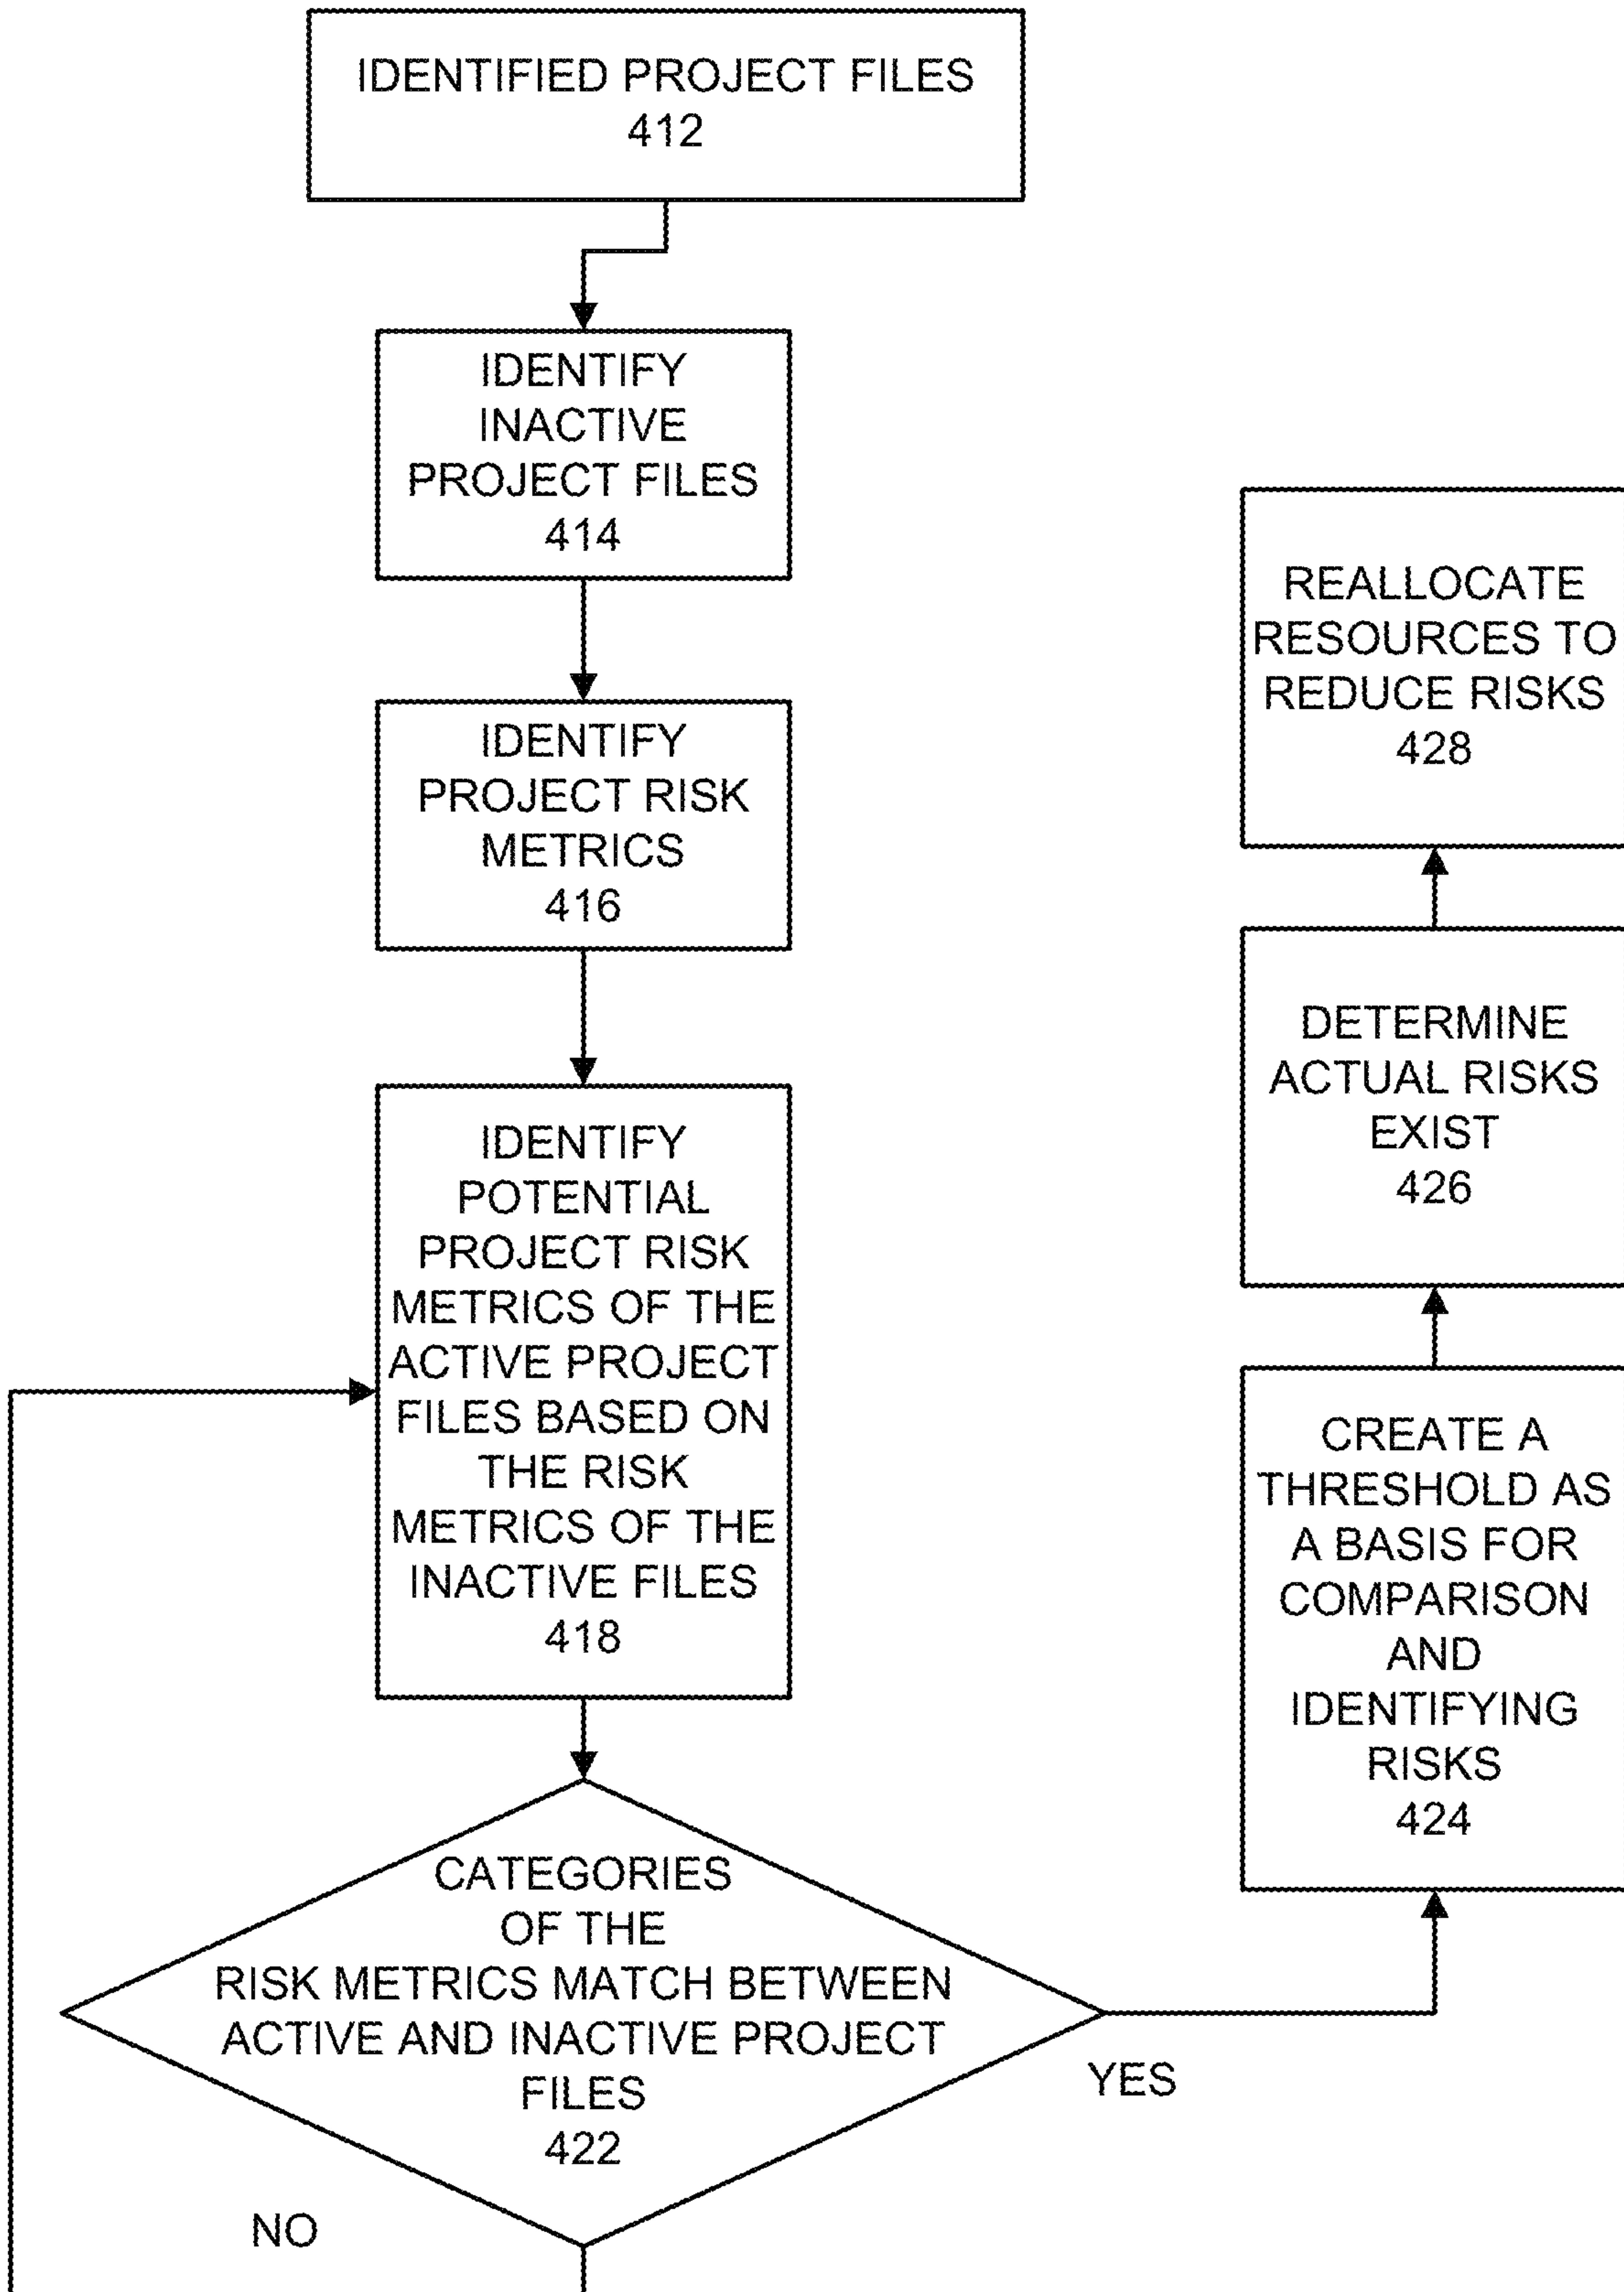 IDENTIFIED PROJECT FILES
412
IDENTIFY
INACTIVE
PROJECT FILES
414
IDENTIFY
PROJECT RISK
METRICS
416
IDENTIFY
POTENTIAL
PROJECT RISK
METRICS OF THE
ACTIVE PROJECT
FILES BASED ON
THE RISK
METRICS OF THE
INACTIVE FILES
418
CATEGORIES
OF THE
RISK METRICS MATCH BETWEEN
ACTIVE AND INACTIVE PROJECT
FILES
422
NO
YES
CREATE A
THRESHOLD AS
A BASIS FOR
COMPARISON
AND
IDENTIFYING
RISKS
424
DETERMINE
ACTUAL RISKS
EXIST
426
REALLOCATE
RESOURCES TO
REDUCE RISKS
428